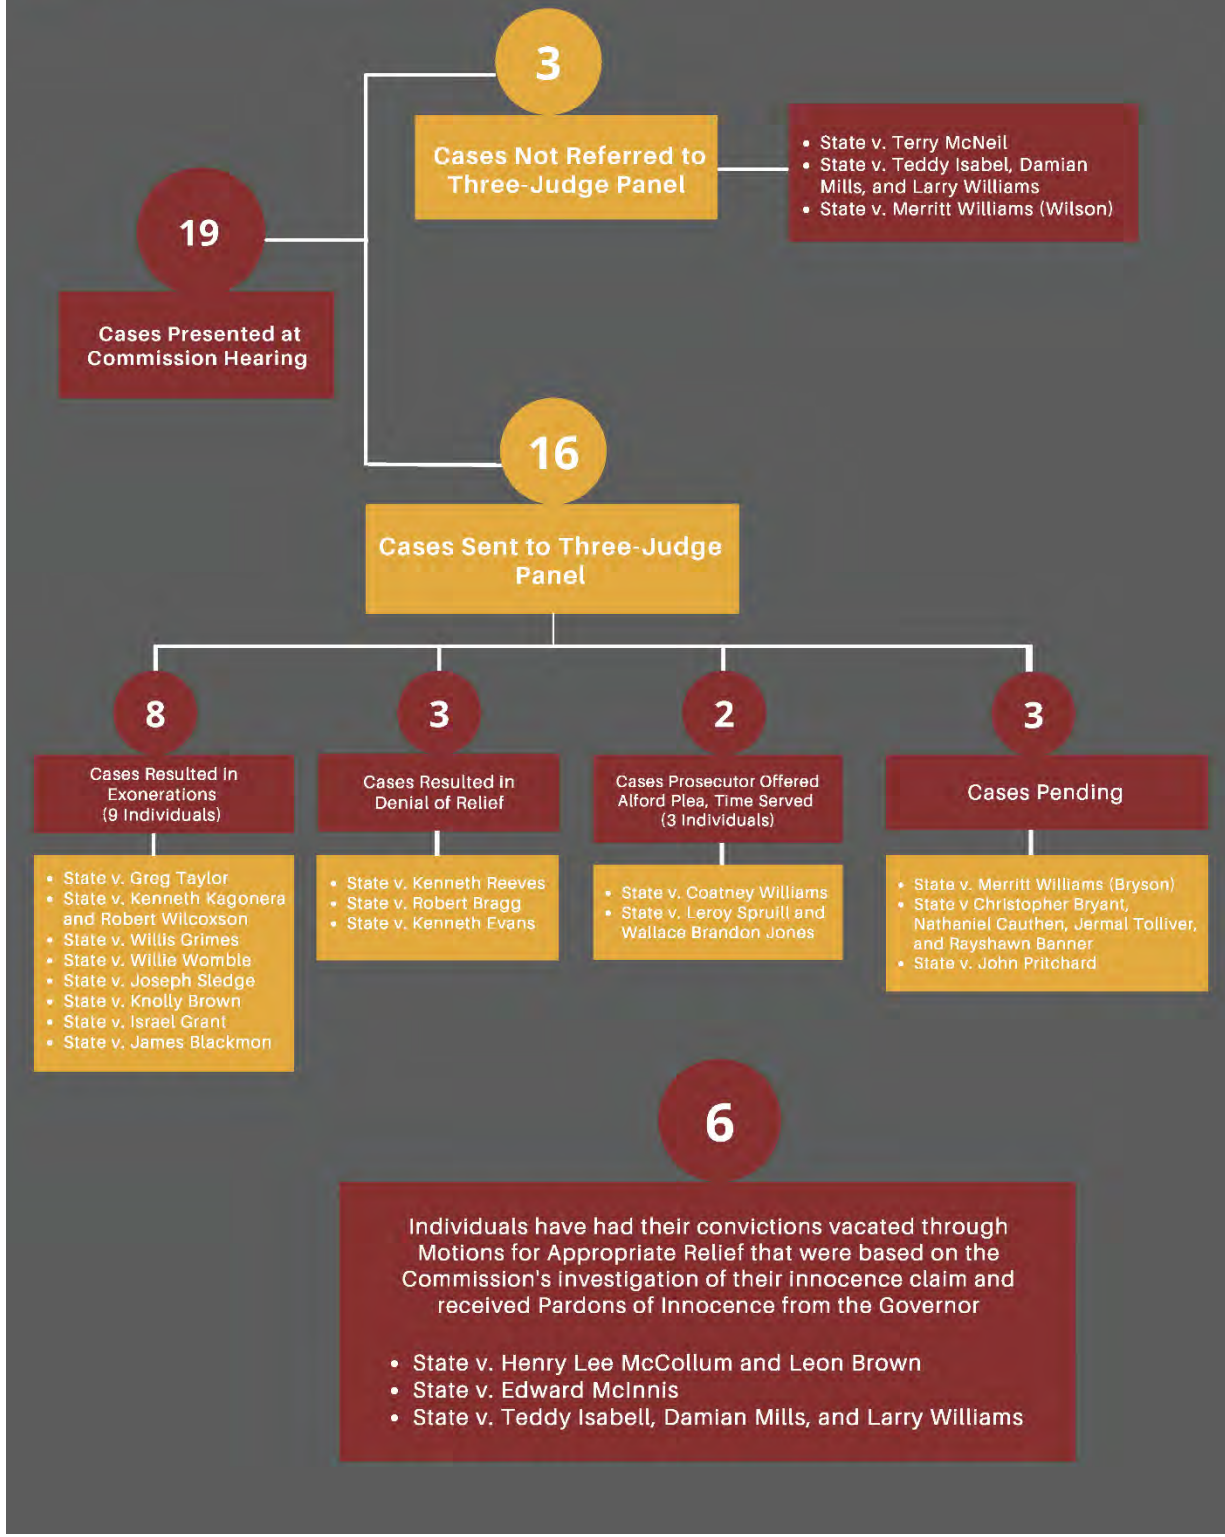 3
Cases Not Referred to
Three-Judge Panel
• State v. Terry McNeil
• State v. Teddy Isabel, Damian
Mills, and Larry Williams
• State v. Merritt Williams (Wilson)
19
Cases Presented at
Commission Hearing
16
Cases Sent to Three-Judge
Panel
8
Cases Resulted in
Exonerations
(9 Individuals)
• State v. Greg Taylor
• State v. Kenneth Kagonera
and Robert Wilcoxson
• State v. Willis Grimes
• State v. Willie Womble
• State v. Joseph Sledge
• State v. Knolly Brown
• State v. Israel Grant
• State v. James Blackmon
3
Cases Resulted in
Denial of Relief
• State v. Kenneth Reeves
• State v. Robert Bragg
• State v. Kenneth Evans
2
Cases Prosecutor Offered
Alford Plea, Time Served
(3 Individuals)
• State v. Coatney Williams
• State v. Leroy Spruill and
Wallace Brandon Jones
3
Cases Pending
• State v. Merritt Williams (Bryson)
• State v Christopher Bryant,
Nathaniel Cauthen, Jermal Tolliver,
and Rayshawn Banner
• State v. John Pritchard
6
Individuals have had their convictions vacated through
Motions for Appropriate Relief that were based on the
Commission's investigation of their innocence claim and
received Pardons of Innocence from the Governor
• State v. Henry Lee McCollum and Leon Brown
• State v. Edward McInnis
• State v. Teddy Isabell, Damian Mills, and Larry Williams